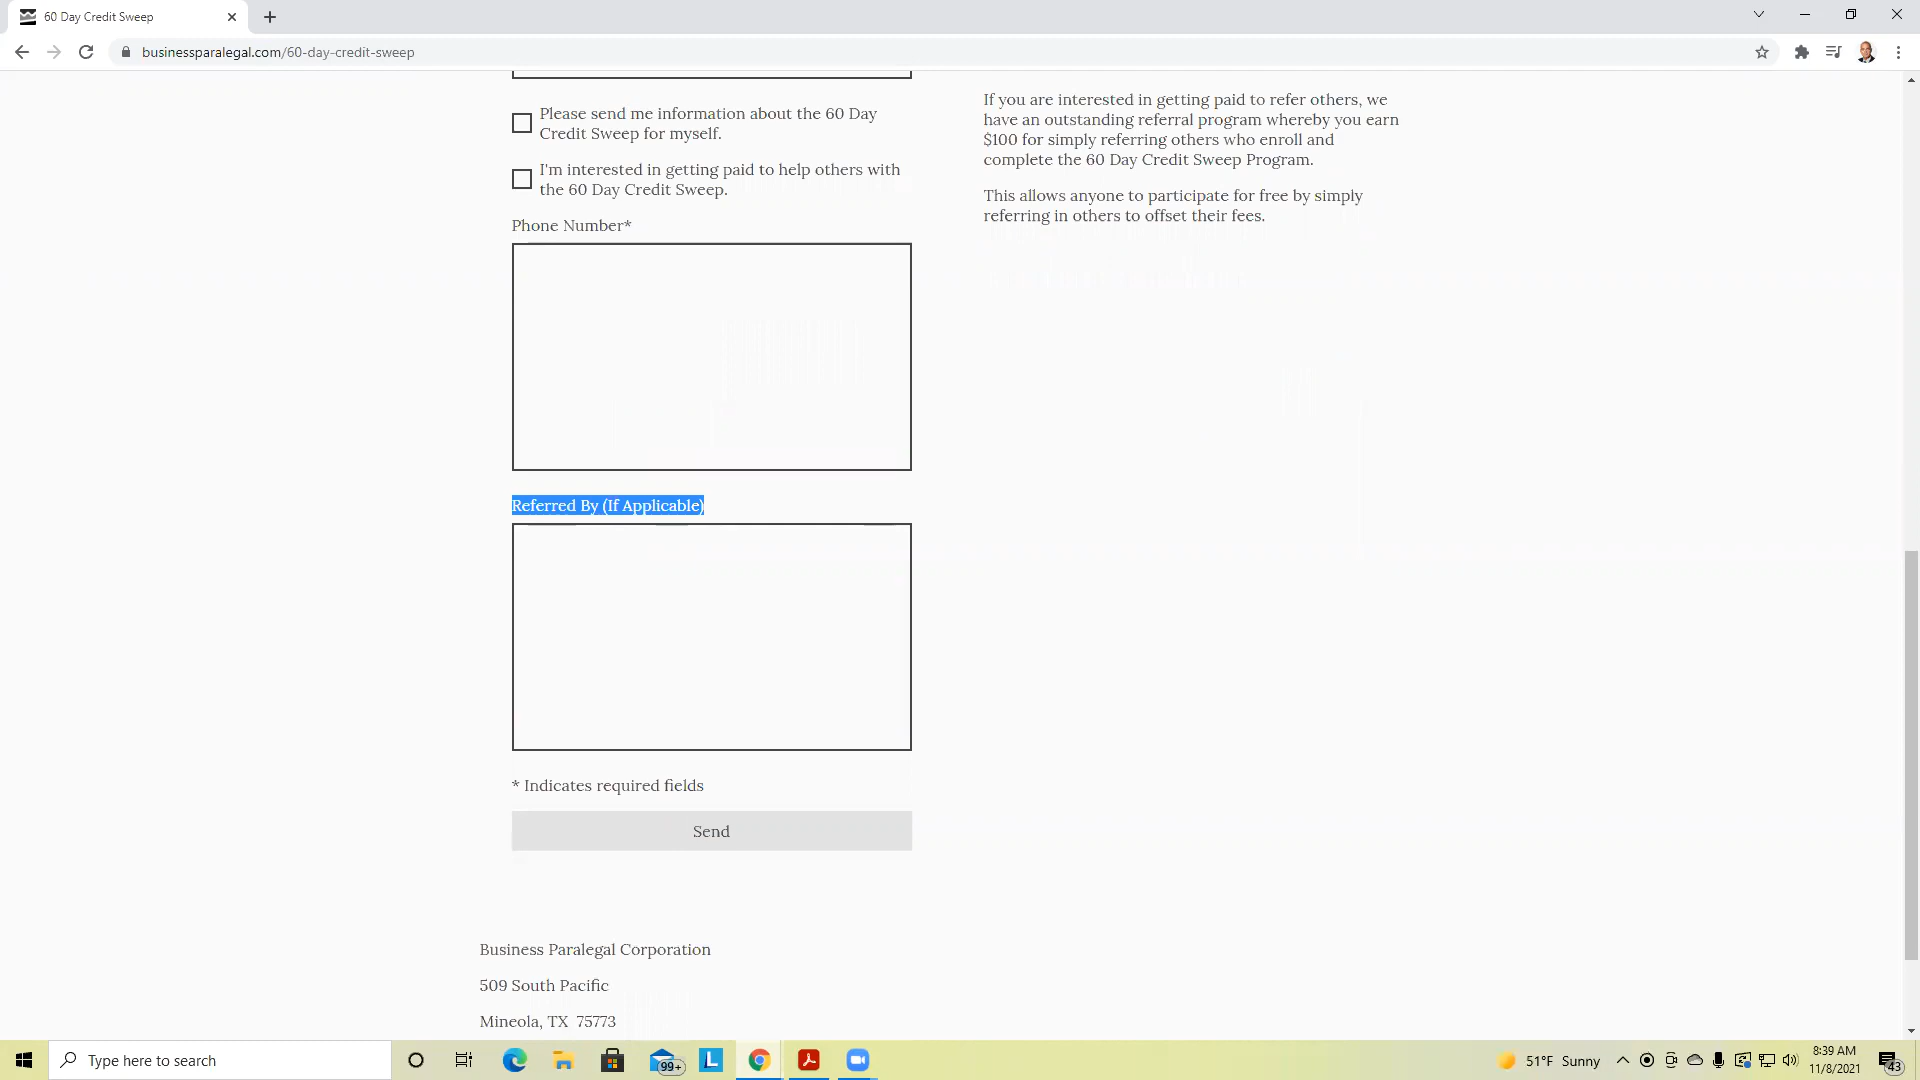 60 Day Credit Sweep
businessparalegal.com/60-day-credit-sweep
Please send me information about the 60 Day
Credit Sweep for myself.
I'm interested in getting paid to help others with
the 60 Day Credit Sweep.
Phone Number*
Referred By (If Applicable)
* Indicates required fields
Send
If you are interested in getting paid to refer others, we
have an outstanding referral program whereby you earn
$100 for simply referring others who enroll and
complete the 60 Day Credit Sweep Program.
This allows anyone to participate for free by simply
referring in others to offset their fees.
Business Paralegal Corporation
509 South Pacific
Mineola, TX 75773
Type here to search
99+
L
51°F Sunny
8:39 AM
11/8/2021
43